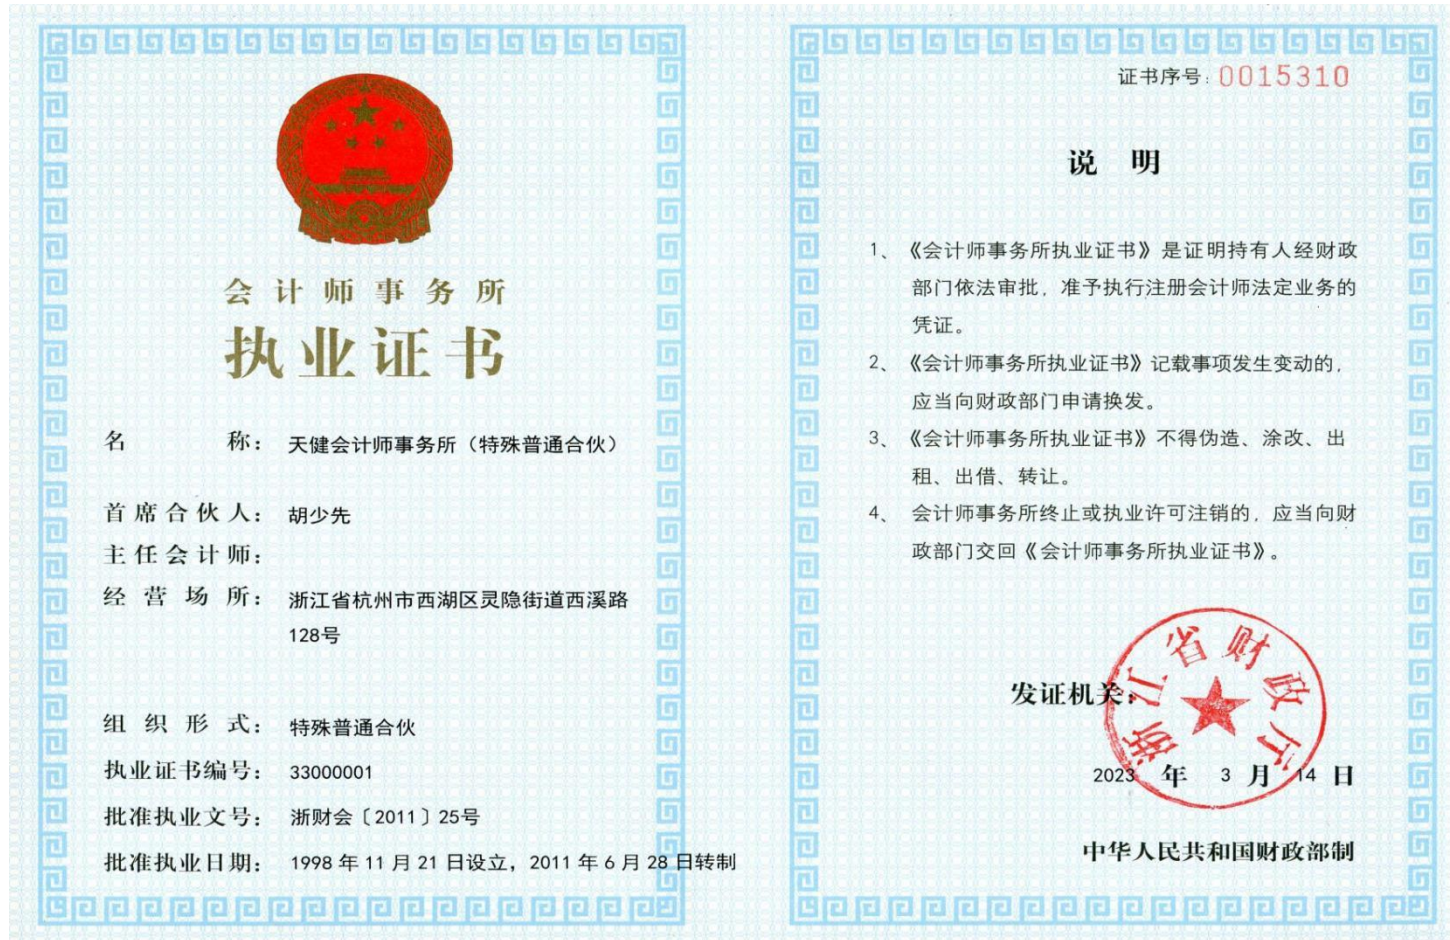 会计师事务所
执业证书
名 称： 天健会计师事务所（特殊普通合伙）
首席合伙人： 胡少先
主任会计师：
经营场所： 浙江省杭州市西湖区灵隐街道西溪路
128号
组织形式： 特殊普通合伙
执业证书编号： 33000001
批准执业文号： 浙财会〔2011〕25号
批准执业日期： 1998 年 11 月 21 日设立，2011 年 6 月 28 日转制
证书序号：0015310
说 明
1、《会计师事务所执业证书》是证明持有人经财政
部门依法审批，准予执行注册会计师法定业务的
凭证。
2、《会计师事务所执业证书》记载事项发生变动的，
应当向财政部门申请换发。
3、《会计师事务所执业证书》不得伪造、涂改、出
租、出借、转让。
4、 会计师事务所终止或执业许可注销的，应当向财
政部门交回《会计师事务所执业证书》。
发证机关：
浙江省财政厅
2023 年 3 月 14 日
中华人民共和国财政部制